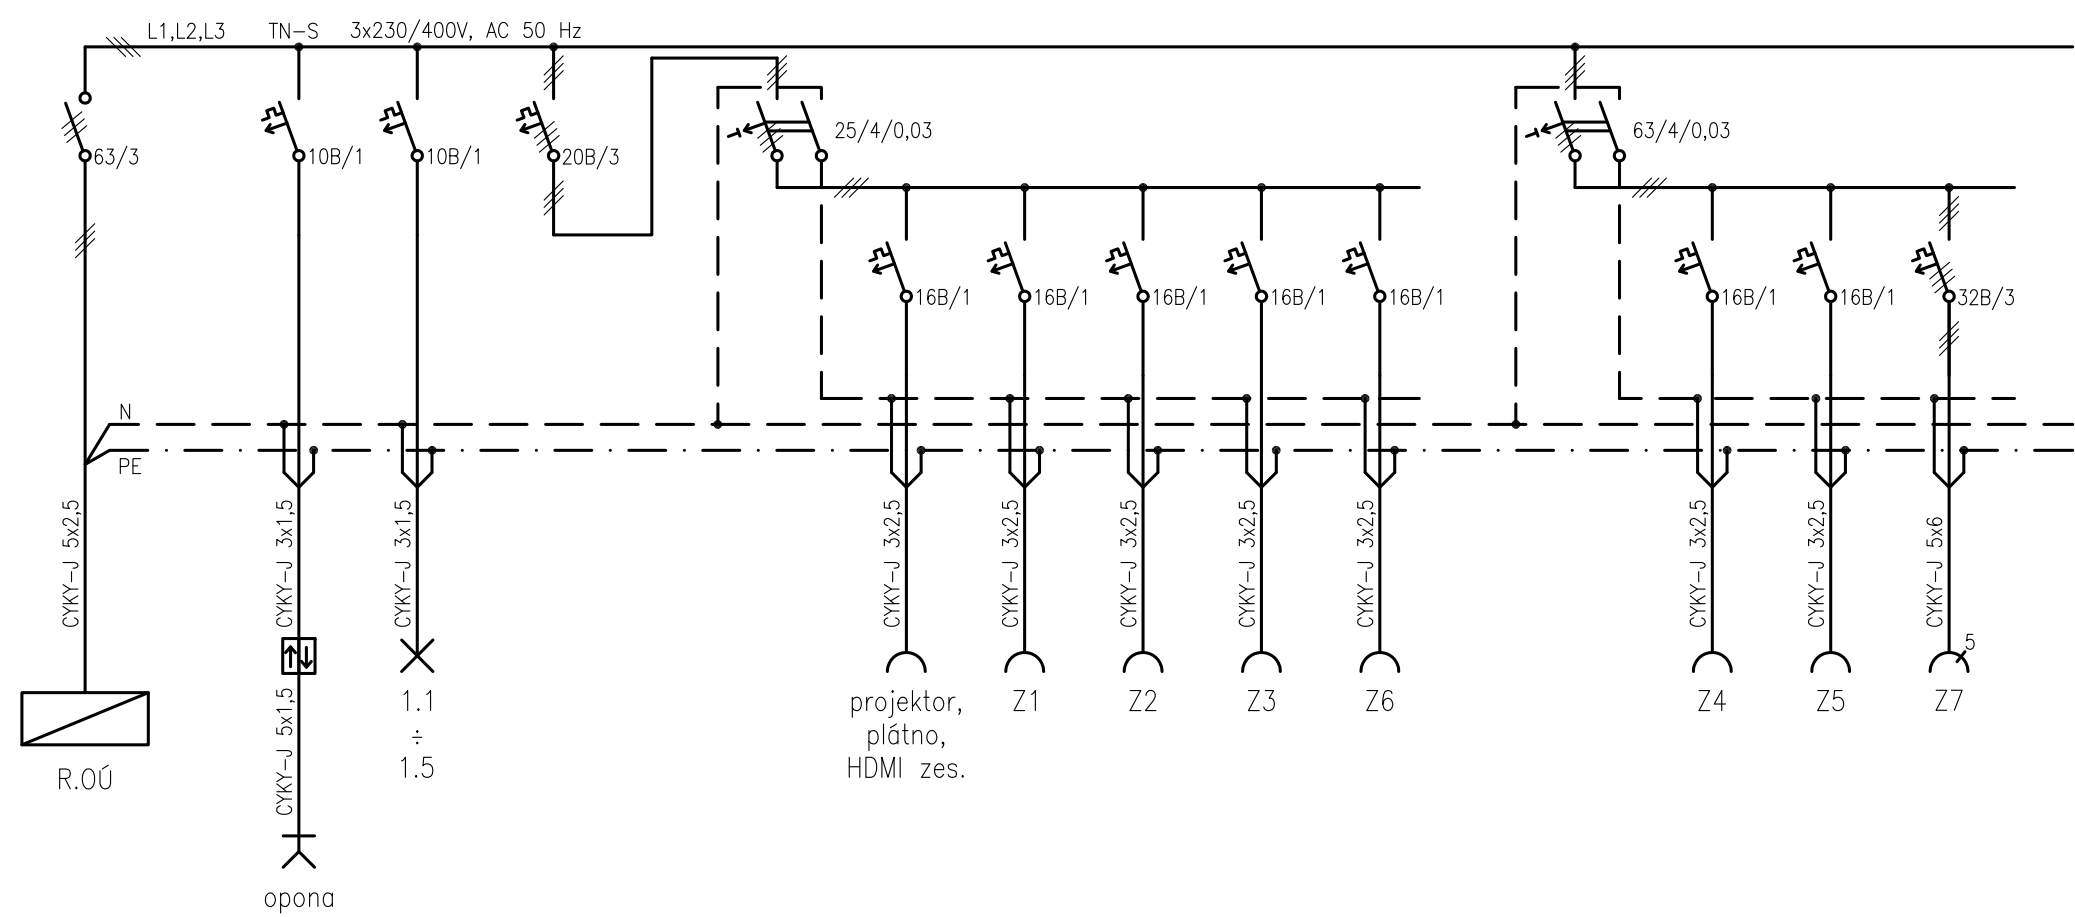 L1,L2,L3 TN-S 3x230/400V, AC 50 Hz
63/3
10B/1
10B/1
20B/3
25/4/0,03
63/4/0,03
16B/1
16B/1
16B/1
16B/1
16B/1
16B/1
16B/1
32B/3
N
PE
CYKY-J 5x2,5
CYKY-J 3x1,5
CYKY-J 3x1,5
CYKY-J 3x2,5
CYKY-J 3x2,5
CYKY-J 3x2,5
CYKY-J 3x2,5
CYKY-J 3x2,5
CYKY-J 3x2,5
CYKY-J 3x2,5
CYKY-J 5x6
5
CYKY-J 5x1,5
R.OÚ
opona
1.1
÷
1.5
projektor,
plátno,
HDMI zes.
Z1
Z2
Z3
Z6
Z4
Z5
Z7